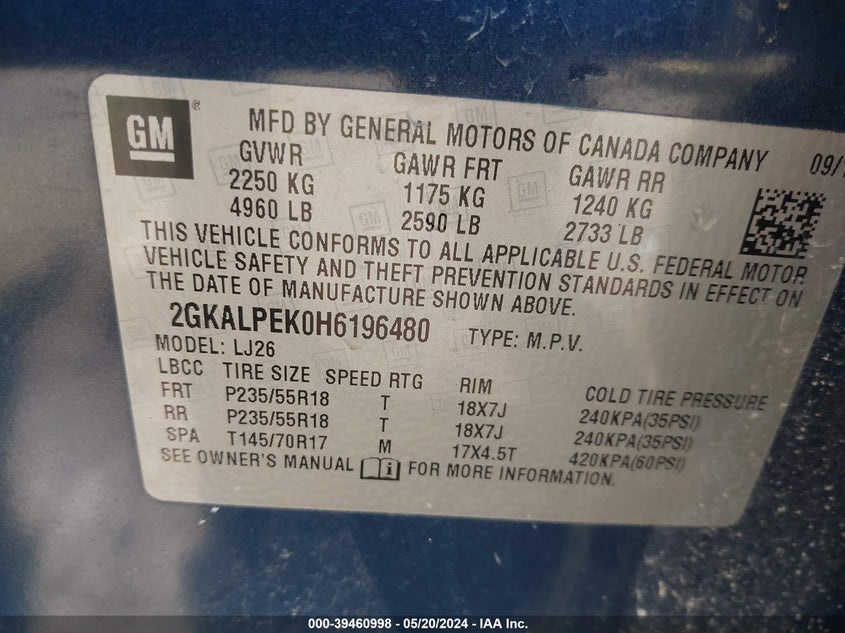 GM ®
MFD BY GENERAL MOTORS OF CANADA COMPANY 09/
GVWR GAWR FRT GAWR RR
2250 KG 1175 KG 1240 KG
4960 LB 2590 LB 2733 LB
THIS VEHICLE CONFORMS TO ALL APPLICABLE U.S. FEDERAL MOTOR
VEHICLE SAFETY AND THEFT PREVENTION STANDARDS IN EFFECT ON
THE DATE OF MANUFACTURE SHOWN ABOVE.
2GKALPEK0H6196480 TYPE: M.P.V.
MODEL: LJ26
LBCC TIRE SIZE SPEED RTG RIM COLD TIRE PRESSURE
FRT P235/55R18 T 18X7J 240KPA(35PSI)
RR P235/55R18 T 18X7J 240KPA(35PSI)
SPA T145/70R17 M 17X4.5T 420KPA(60PSI)
SEE OWNER'S MANUAL i FOR MORE INFORMATION.
000-39460998 - 05/20/2024 - IAA Inc.